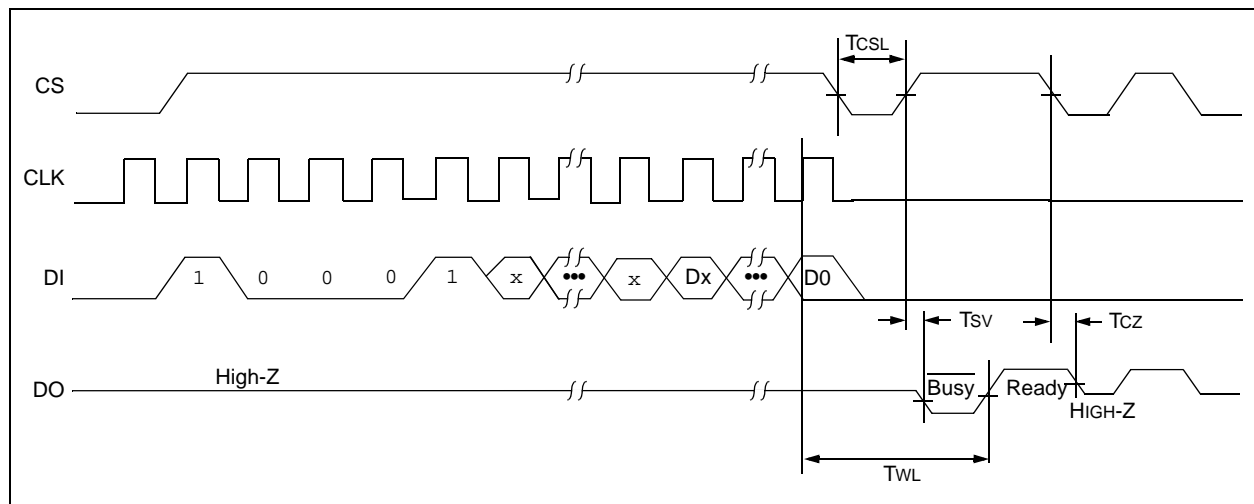 TCSL
CS
CLK
DI 1 0 0 0 1 x ••• x Dx ••• D0
TSV TCZ
High-Z
DO Busy Ready
HIGH-Z
TWL